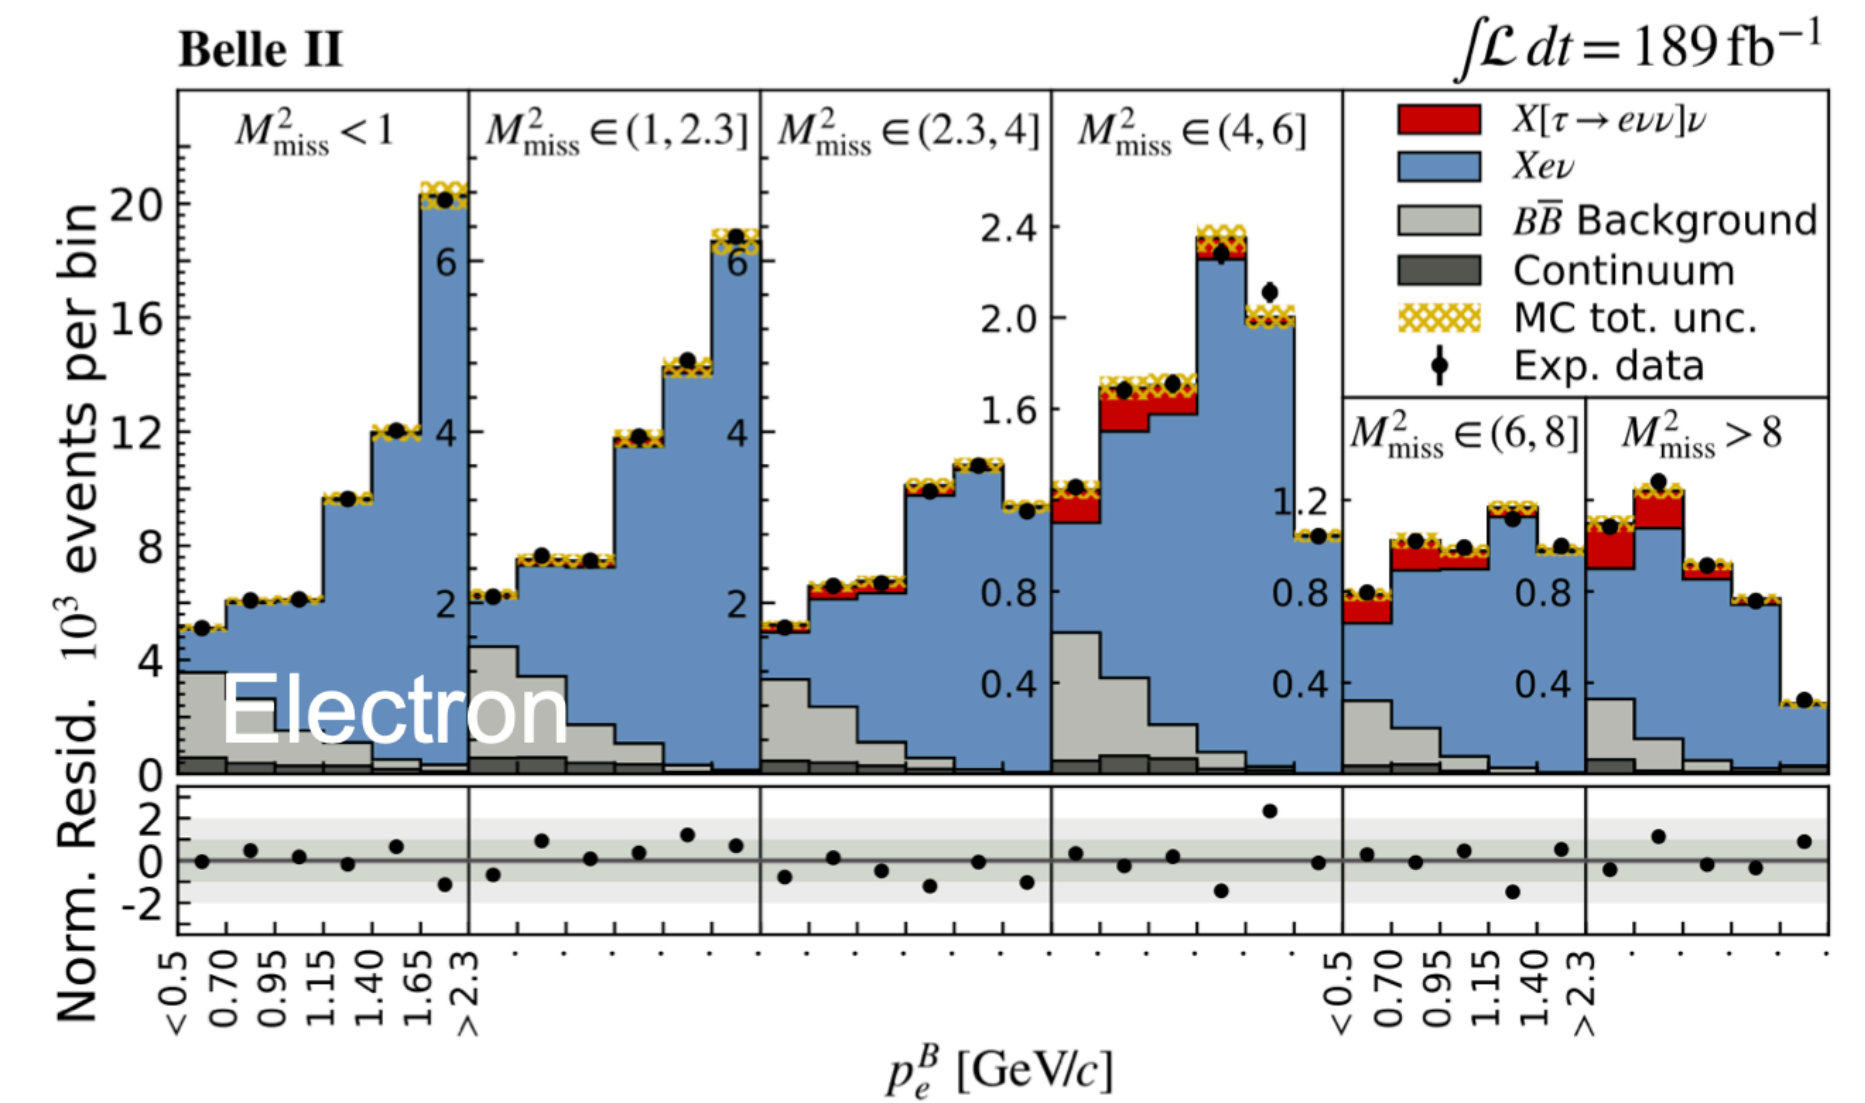 Belle II
∫ℒ dt = 189 fb⁻¹
M²miss < 1
M²miss ∈ (1, 2.3]
M²miss ∈ (2.3, 4]
M²miss ∈ (4, 6]
X[τ → eνν]ν
Xeν
BB̅ Background
Continuum
MC tot. unc.
Exp. data
M²miss ∈ (6, 8]
M²miss > 8
Norm. Resid. 10³ events per bin
20
16
12
8
4
0
6
4
2
6
4
2
2.4
2.0
1.6
0.8
0.4
1.2
0.8
0.4
0.8
0.4
Electron
2
0
-2
<0.5
0.70
0.95
1.15
1.40
1.65
>2.3
<0.5
0.70
0.95
1.15
1.40
>2.3
pᴮₑ [GeV/c]